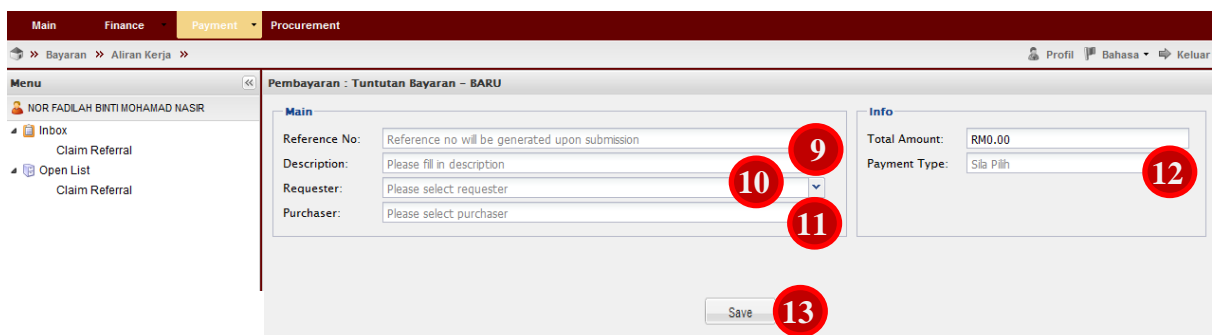 Main Finance Payment Procurement
Bayaran Aliran Kerja Profil Bahasa Keluar
Menu
NOR FADILAH BINTI MOHAMAD NASIR
Inbox
Claim Referral
Open List
Claim Referral
Pembayaran : Tuntutan Bayaran – BARU
Main
Reference No: Reference no will be generated upon submission 9
Description: Please fill in description
Requester: Please select requester 10
Purchaser: Please select purchaser 11
Info
Total Amount: RM0.00
Payment Type: Sila Pilih 12
Save 13